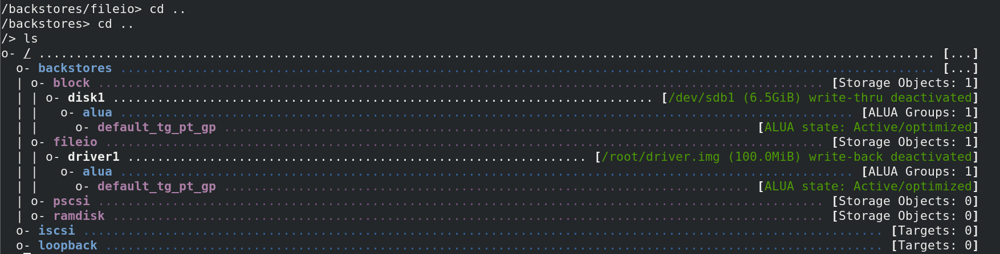 /backstores/fileio> cd ..
/backstores> cd ..
/> ls
o- / ......................................................................................................................... [...]
  o- backstores .............................................................................................................. [...]
  | o- block .................................................................................................. [Storage Objects: 1]
  | | o- disk1 ......................................................................... [/dev/sdb1 (6.5GiB) write-thru deactivated]
  | |   o- alua ................................................................................................... [ALUA Groups: 1]
  | |     o- default_tg_pt_gp ....................................................................... [ALUA state: Active/optimized]
  | o- fileio ................................................................................................. [Storage Objects: 1]
  | | o- driver1 .............................................................. [/root/driver.img (100.0MiB) write-back deactivated]
  | |   o- alua ................................................................................................... [ALUA Groups: 1]
  | |     o- default_tg_pt_gp ....................................................................... [ALUA state: Active/optimized]
  | o- pscsi .................................................................................................. [Storage Objects: 0]
  | o- ramdisk ................................................................................................ [Storage Objects: 0]
  o- iscsi ............................................................................................................ [Targets: 0]
  o- loopback ......................................................................................................... [Targets: 0]